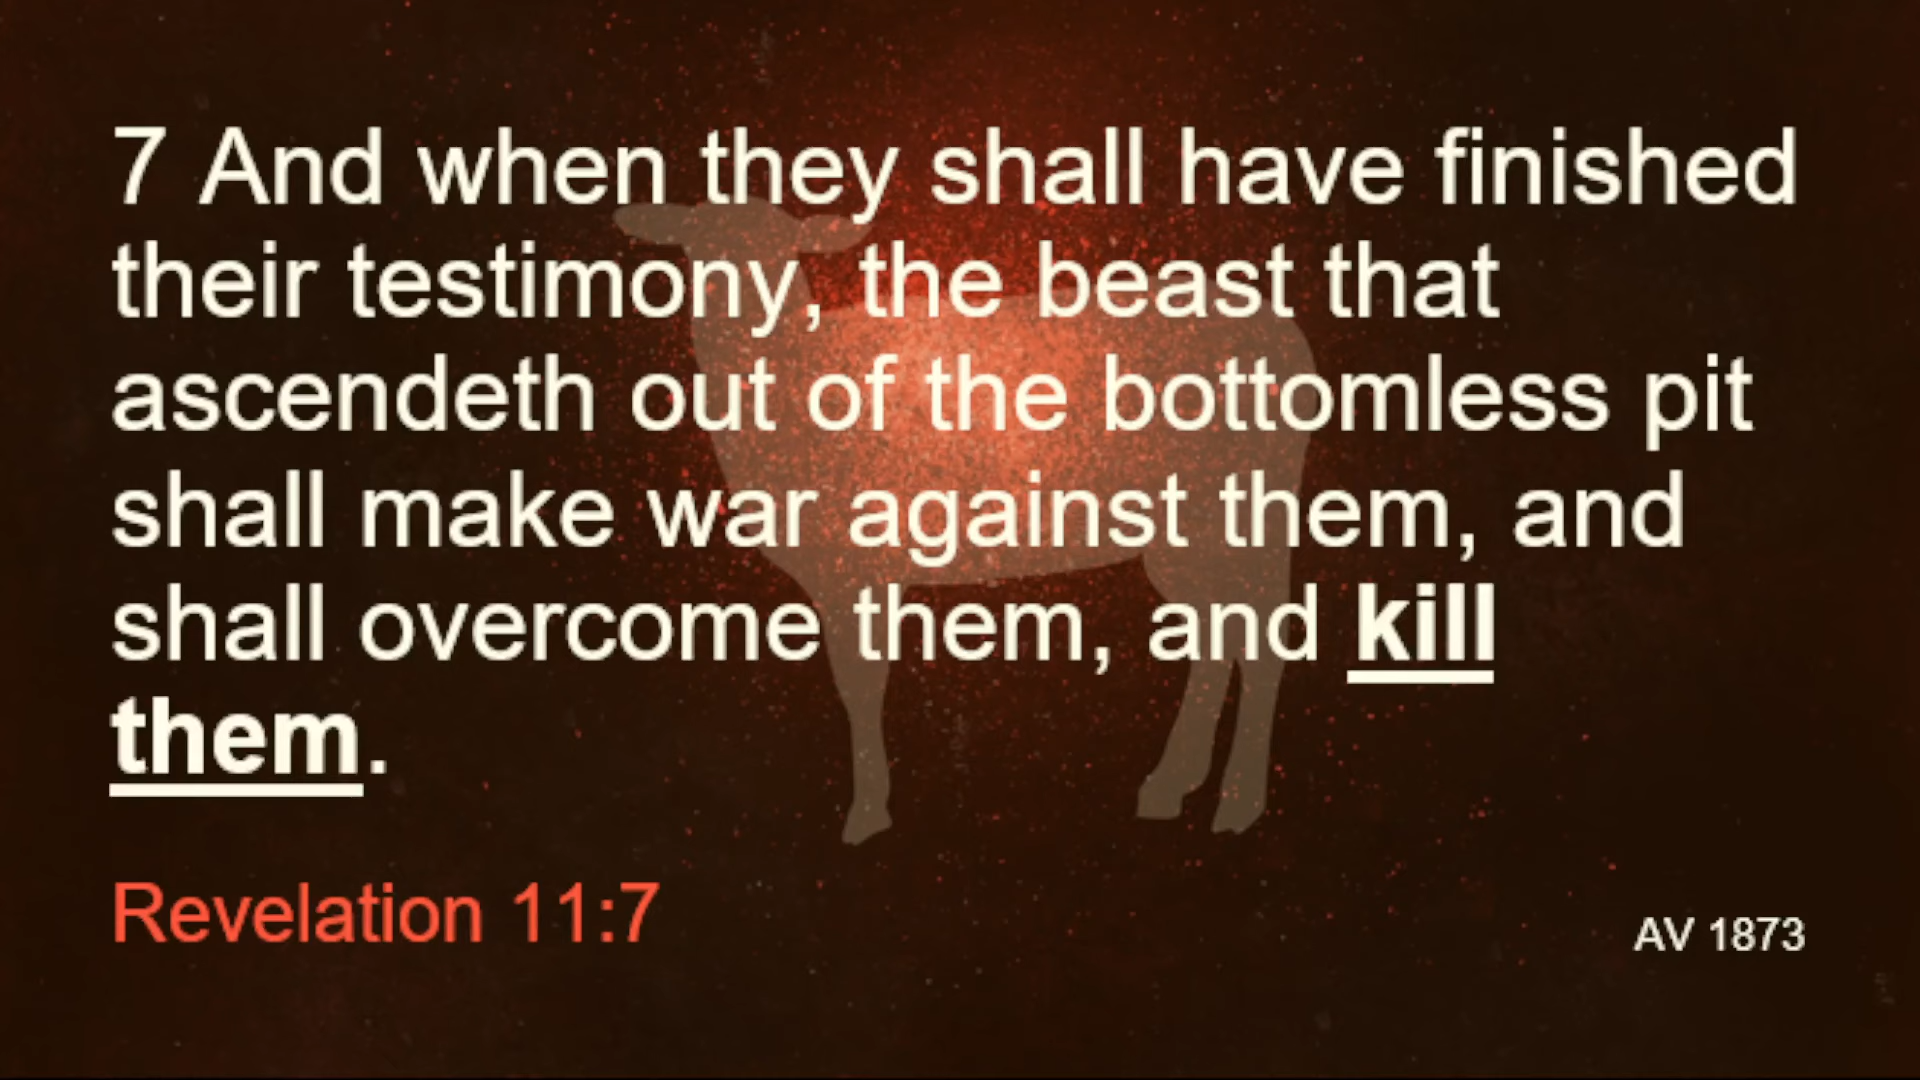 7 And when they shall have finished
their testimony, the beast that
ascendeth out of the bottomless pit
shall make war against them, and
shall overcome them, and kill
them.
Revelation 11:7
AV 1873